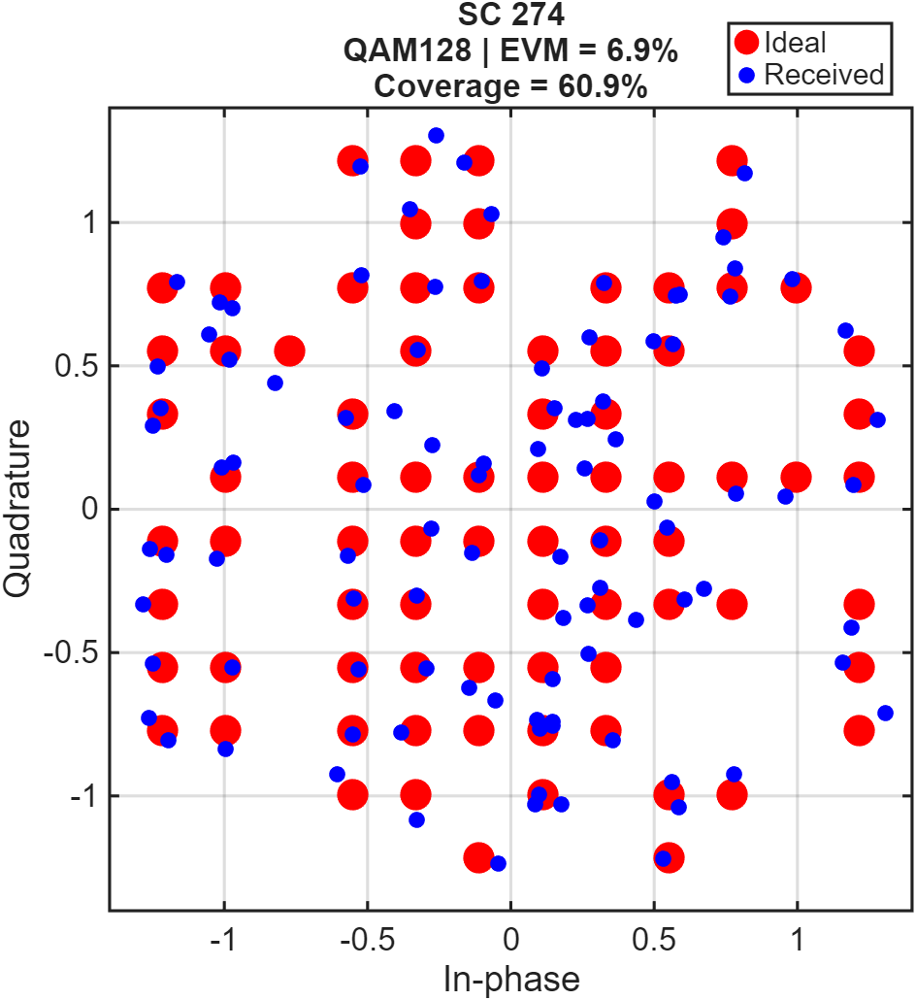 SC 274
QAM128 | EVM = 6.9%
Coverage = 60.9%
Ideal
Received
1
0.5
0
-0.5
-1
Quadrature
-1
-0.5
0
0.5
1
In-phase